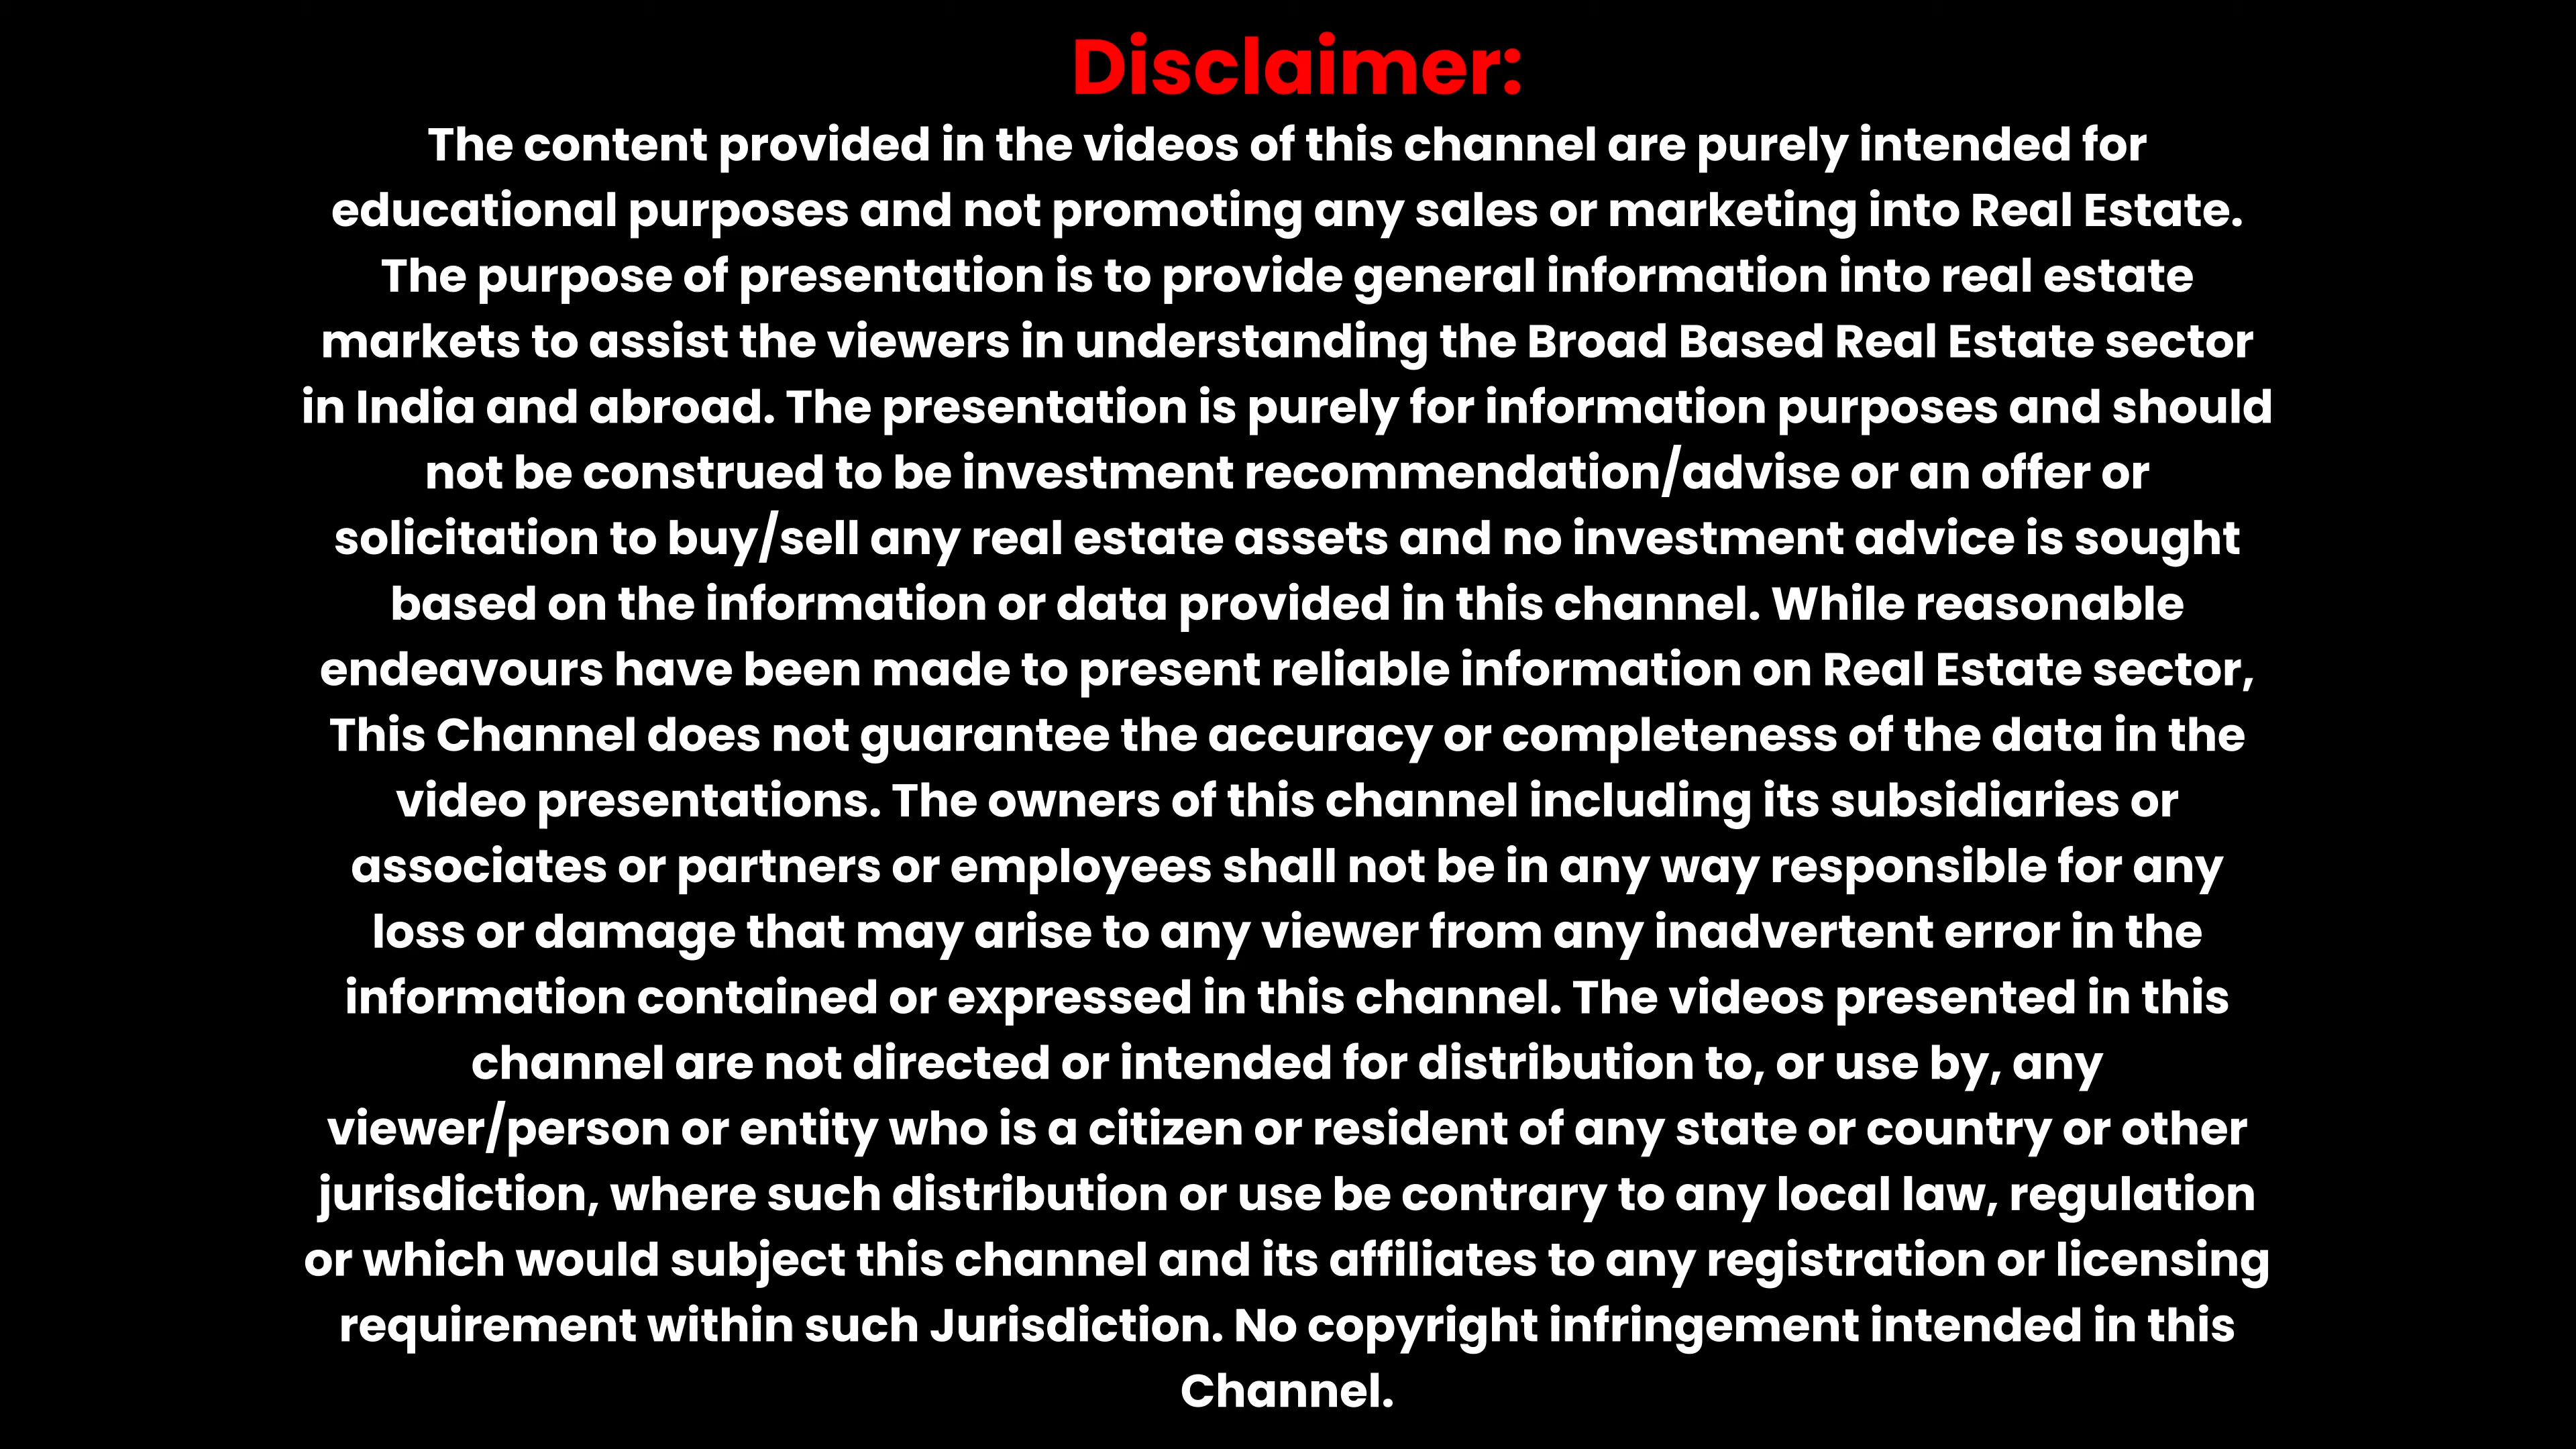 Disclaimer:
The content provided in the videos of this channel are purely intended for
educational purposes and not promoting any sales or marketing into Real Estate.
The purpose of presentation is to provide general information into real estate
markets to assist the viewers in understanding the Broad Based Real Estate sector
in India and abroad. The presentation is purely for information purposes and should
not be construed to be investment recommendation/advise or an offer or
solicitation to buy/sell any real estate assets and no investment advice is sought
based on the information or data provided in this channel. While reasonable
endeavours have been made to present reliable information on Real Estate sector,
This Channel does not guarantee the accuracy or completeness of the data in the
video presentations. The owners of this channel including its subsidiaries or
associates or partners or employees shall not be in any way responsible for any
loss or damage that may arise to any viewer from any inadvertent error in the
information contained or expressed in this channel. The videos presented in this
channel are not directed or intended for distribution to, or use by, any
viewer/person or entity who is a citizen or resident of any state or country or other
jurisdiction, where such distribution or use be contrary to any local law, regulation
or which would subject this channel and its affiliates to any registration or licensing
requirement within such Jurisdiction. No copyright infringement intended in this
Channel.